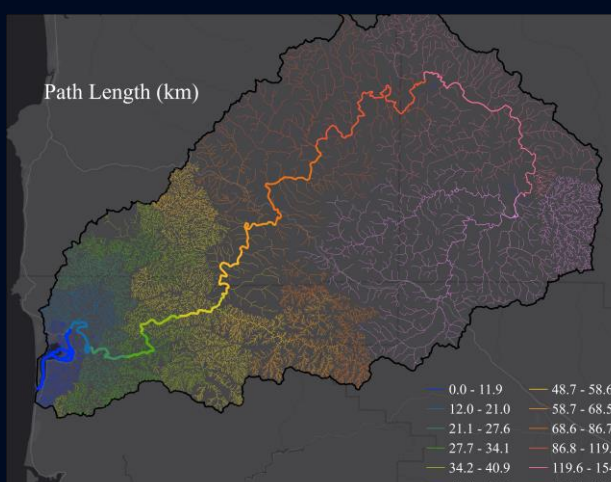 Path Length (km)
0.0 - 11.9
12.0 - 21.0
21.1 - 27.6
27.7 - 34.1
34.2 - 40.9
48.7 - 58.6
58.7 - 68.5
68.6 - 86.7
86.8 - 119.
119.6 - 154